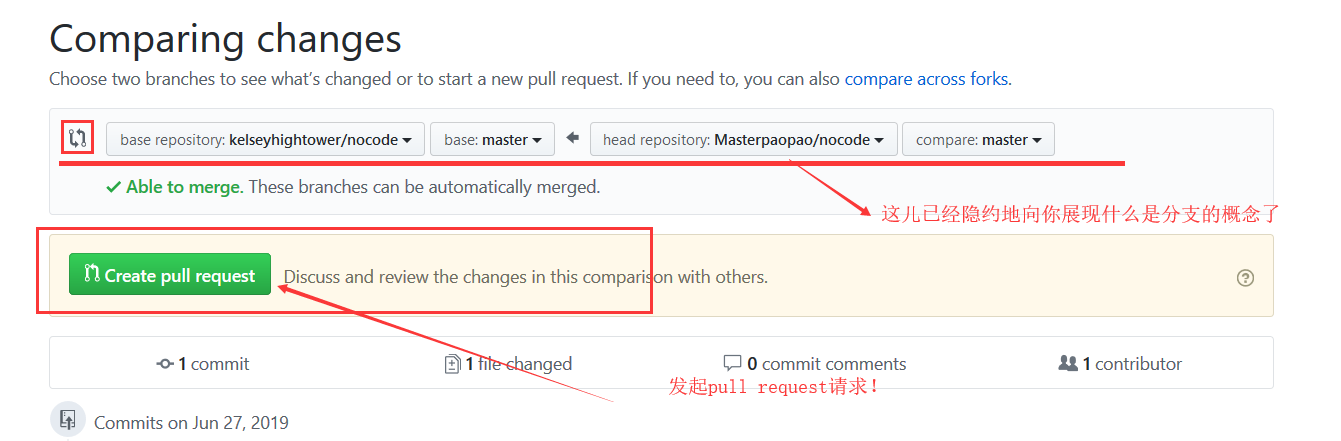 Comparing changes
Choose two branches to see what's changed or to start a new pull request. If you need to, you can also compare across forks.
base repository: kelseyhightower/nocode base: master head repository: Masterpaopao/nocode compare: master
Able to merge. These branches can be automatically merged.
这儿已经隐约地向你展现什么是分支的概念了
Create pull request Discuss and review the changes in this comparison with others.
1 commit 1 file changed 0 commit comments 1 contributor
发起pull request请求!
Commits on Jun 27, 2019